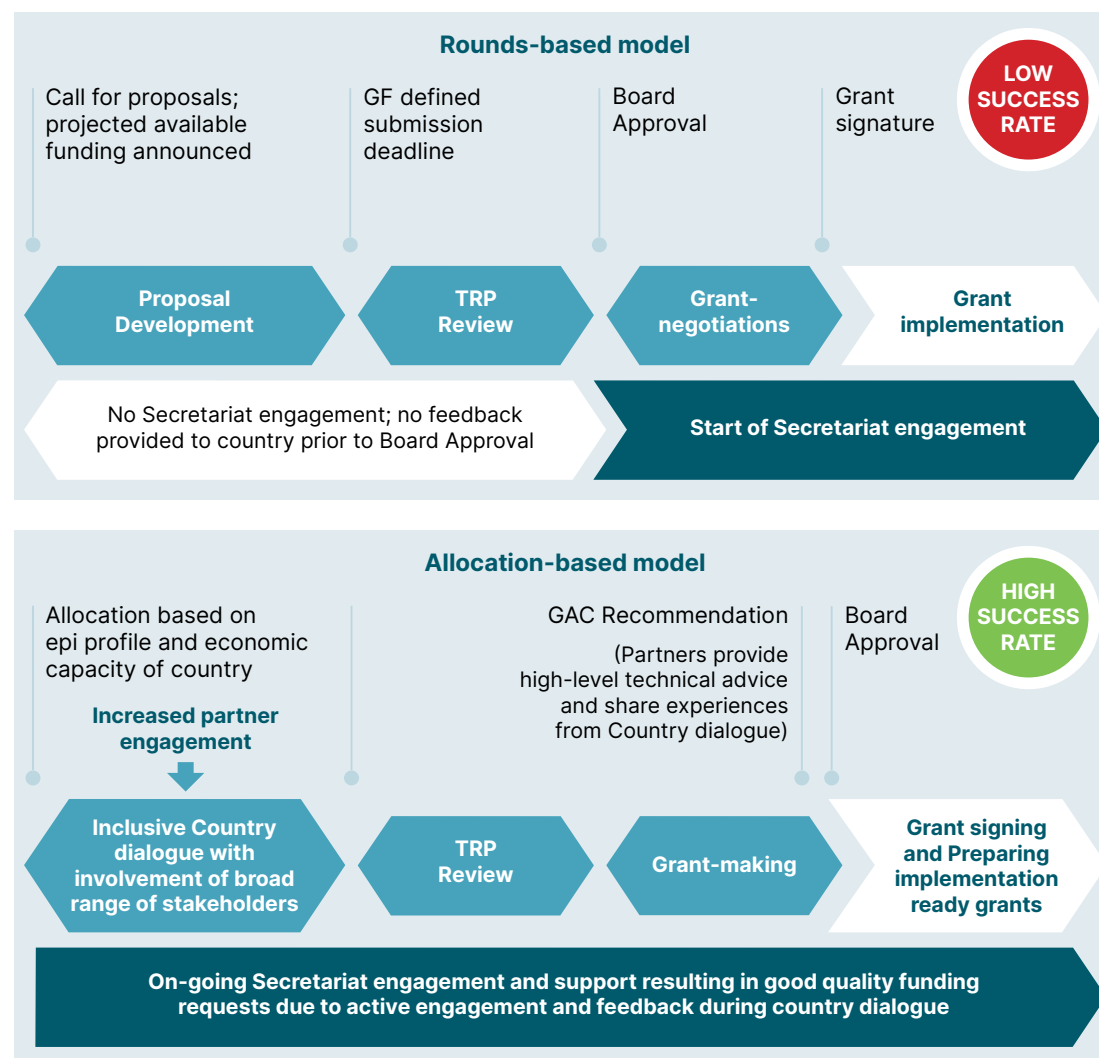 Rounds-based model
LOW
SUCCESS
RATE
Call for proposals;
projected available
funding announced
GF defined
submission
deadline
Board
Approval
Grant
signature
Proposal
Development
TRP
Review
Grant-
negotiations
Grant
implementation
No Secretariat engagement; no feedback
provided to country prior to Board Approval
Start of Secretariat engagement
Allocation-based model
HIGH
SUCCESS
RATE
Allocation based on
epi profile and economic
capacity of country
Increased partner
engagement
GAC Recommendation
(Partners provide
high-level technical advice
and share experiences
from Country dialogue)
Board
Approval
Inclusive Country
dialogue with
involvement of broad
range of stakeholders
TRP
Review
Grant-making
Grant signing
and Preparing
implementation
ready grants
On-going Secretariat engagement and support resulting in good quality funding
requests due to active engagement and feedback during country dialogue